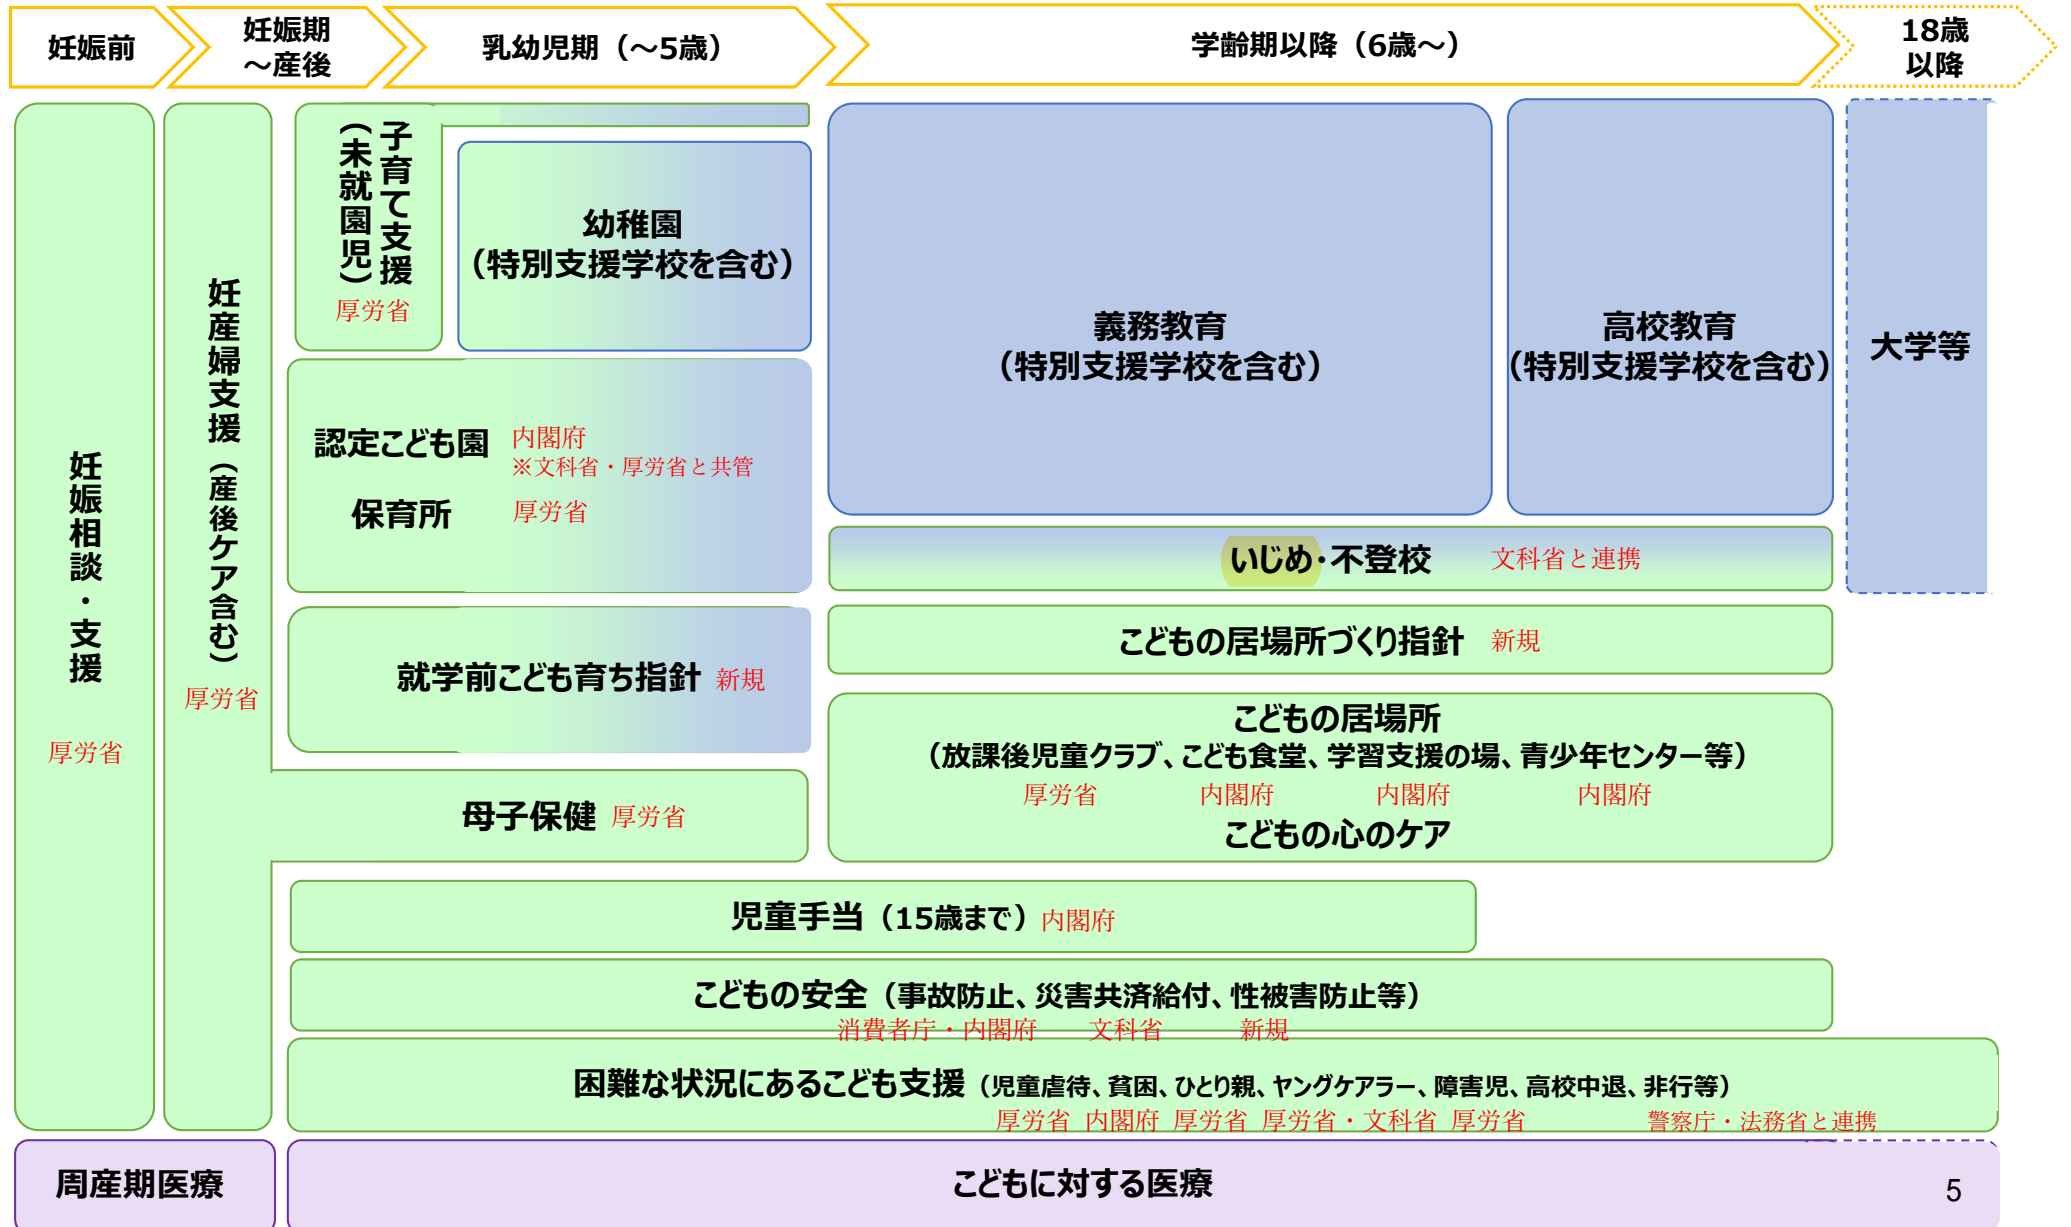 妊娠前
妊娠期
～産後
乳幼児期（～5歳）
学齢期以降（6歳～）
18歳
以降
妊娠相談・支援
厚労省
妊産婦支援（産後ケア含む）
厚労省
子育て支援
（未就園児）
厚労省
幼稚園
（特別支援学校を含む）
認定こども園 内閣府
※文科省・厚労省と共管
保育所 厚労省
就学前こども育ち指針 新規
母子保健 厚労省
義務教育
（特別支援学校を含む）
高校教育
（特別支援学校を含む）
大学等
いじめ・不登校 文科省と連携
こどもの居場所づくり指針 新規
こどもの居場所
（放課後児童クラブ、こども食堂、学習支援の場、青少年センター等）
厚労省 内閣府 内閣府 内閣府
こどもの心のケア
児童手当（15歳まで） 内閣府
こどもの安全（事故防止、災害共済給付、性被害防止等）
消費者庁・内閣府 文科省 新規
困難な状況にあるこども支援（児童虐待、貧困、ひとり親、ヤングケアラー、障害児、高校中退、非行等）
厚労省 内閣府 厚労省 厚労省・文科省 厚労省 警察庁・法務省と連携
周産期医療
こどもに対する医療
5